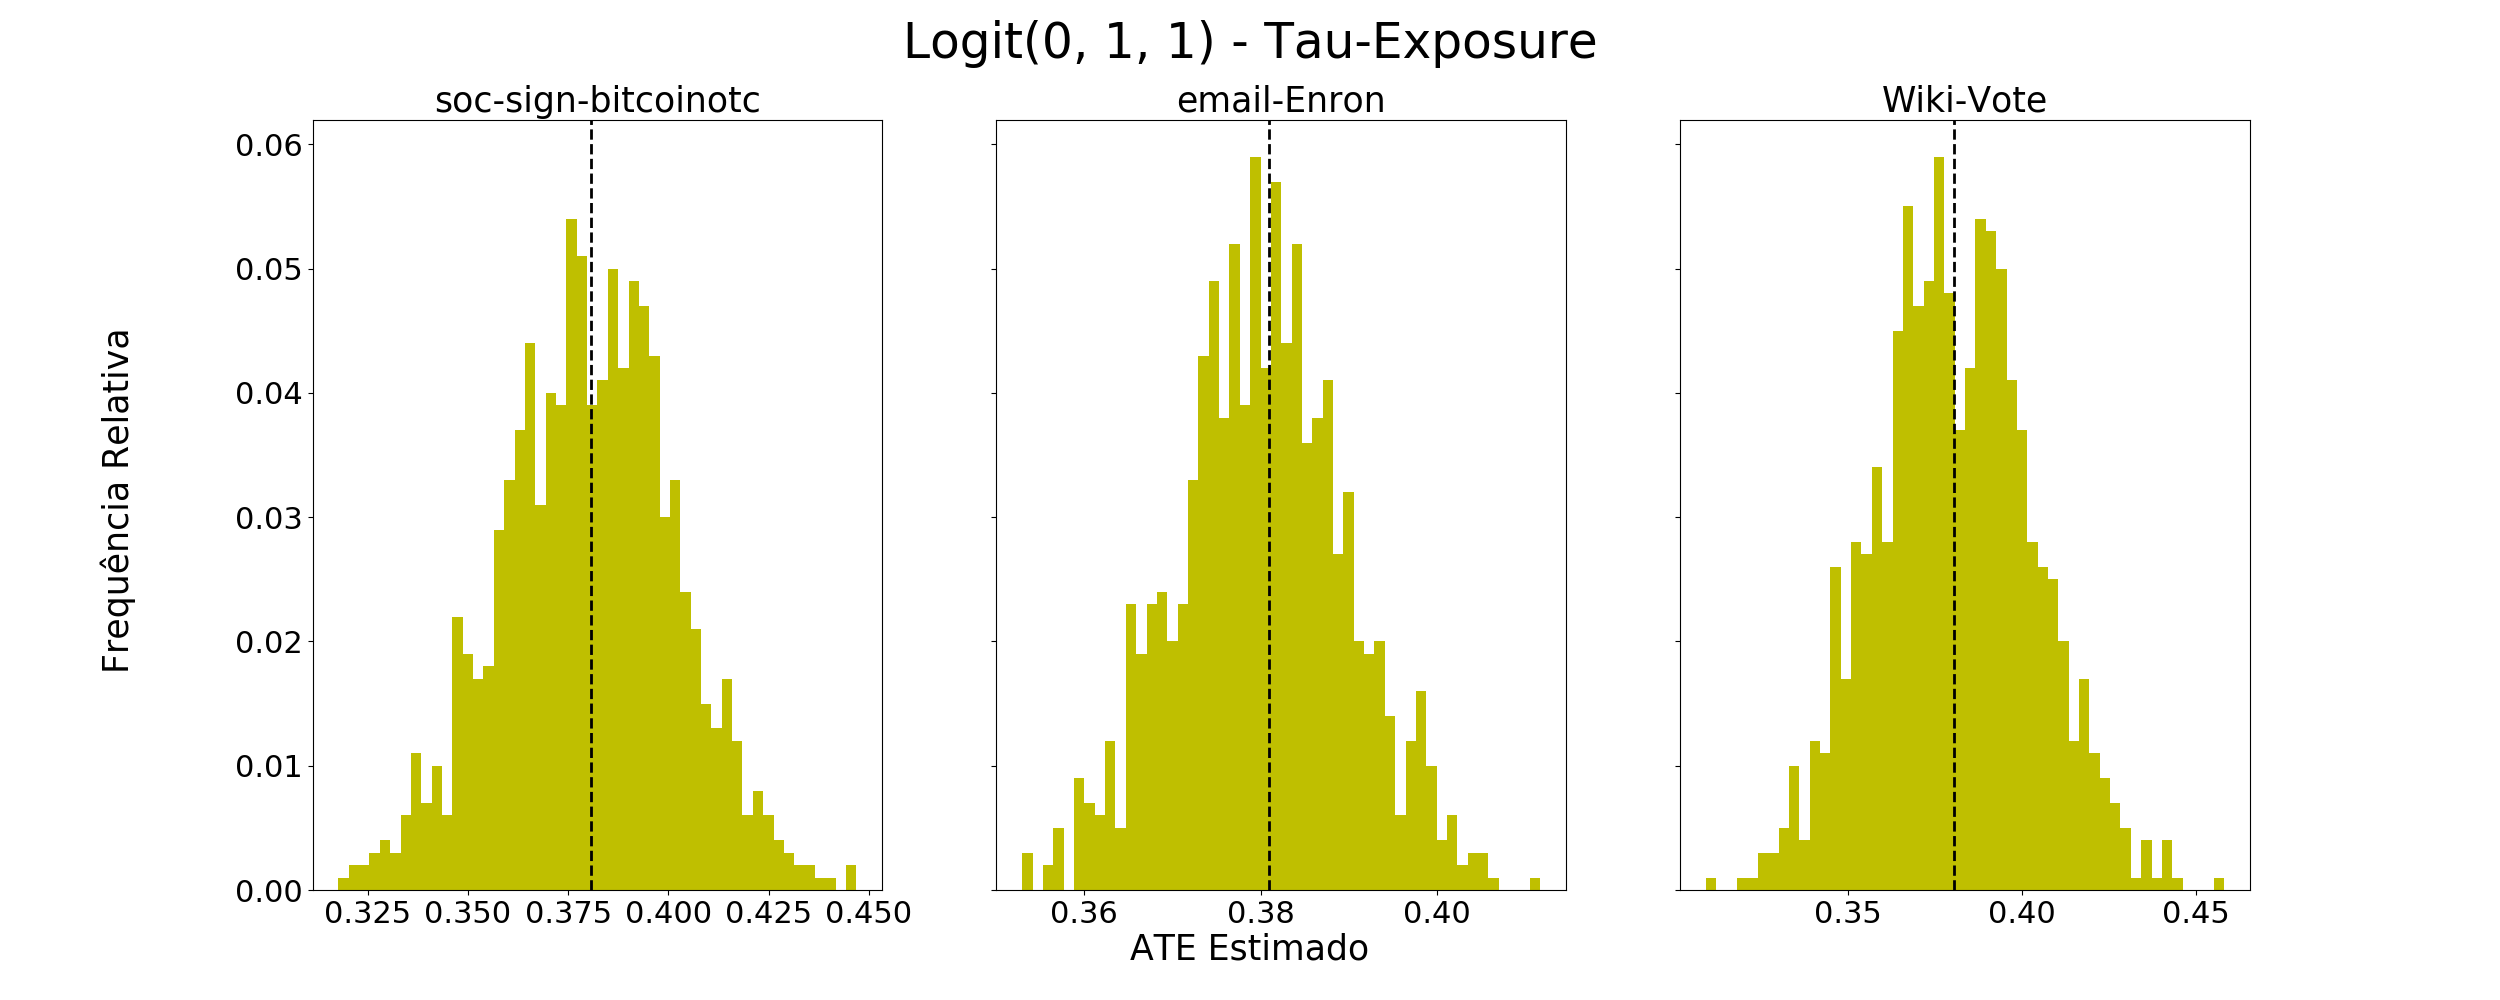 Logit(0, 1, 1) - Tau-Exposure
soc-sign-bitcoinotc
email-Enron
Wiki-Vote
Frequência Relativa
0.06
0.05
0.04
0.03
0.02
0.01
0.00
0.325 0.350 0.375 0.400 0.425 0.450
0.36 0.38 0.40
0.35 0.40 0.45
ATE Estimado